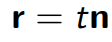 r = tn